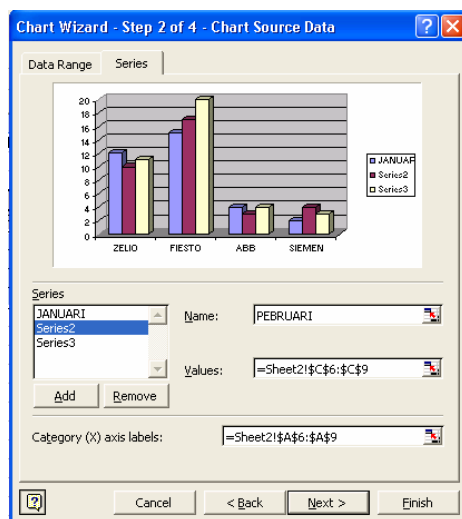 Chart Wizard - Step 2 of 4 - Chart Source Data
Data Range
Series
20
18
16
14
12
10
8
6
4
2
0
ZELIO FIESTO ABB SIEMEN
JANUAF
Series2
Series3
Series
JANUARI
Series2
Series3
Name:
PEBRUARI
Values:
=Sheet2!$C$6:$C$9
Add
Remove
Category (X) axis labels:
=Sheet2!$A$6:$A$9
Cancel
< Back
Next >
Finish